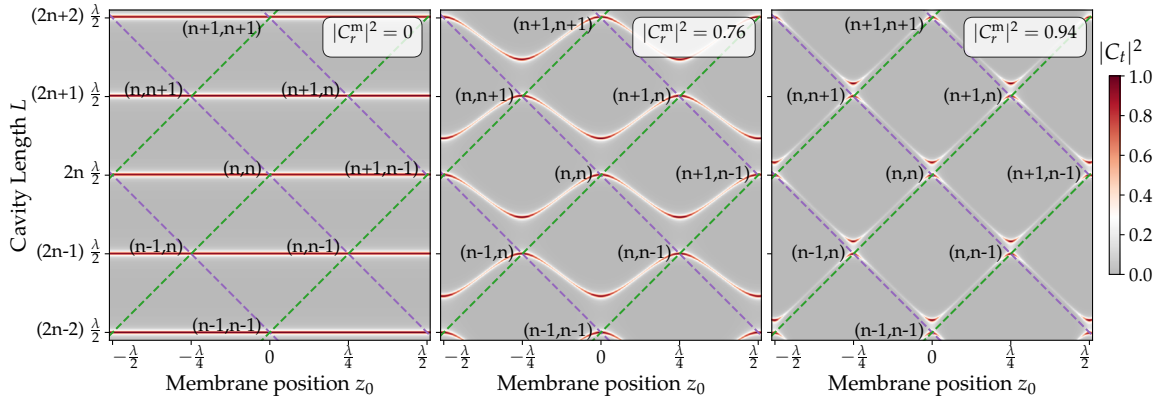 |C_r^m|² = 0
|C_r^m|² = 0.76
|C_r^m|² = 0.94
|C_t|²
Cavity Length L
(2n+2) λ/2
(2n+1) λ/2
2n λ/2
(2n-1) λ/2
(2n-2) λ/2
(n+1,n+1)
(n,n+1) (n+1,n)
(n,n) (n+1,n-1)
(n-1,n) (n,n-1)
(n-1,n-1)
−λ/2 −λ/4 0 λ/4 λ/2
Membrane position z₀
(n+1,n+1)
(n,n+1) (n+1,n)
(n,n) (n+1,n-1)
(n-1,n) (n,n-1)
(n-1,n-1)
−λ/2 −λ/4 0 λ/4 λ/2
Membrane position z₀
(n+1,n+1)
(n,n+1) (n+1,n)
(n,n) (n+1,n-1)
(n-1,n) (n,n-1)
(n-1,n-1)
−λ/2 −λ/4 0 λ/4 λ/2
Membrane position z₀
1.0
0.8
0.6
0.4
0.2
0.0